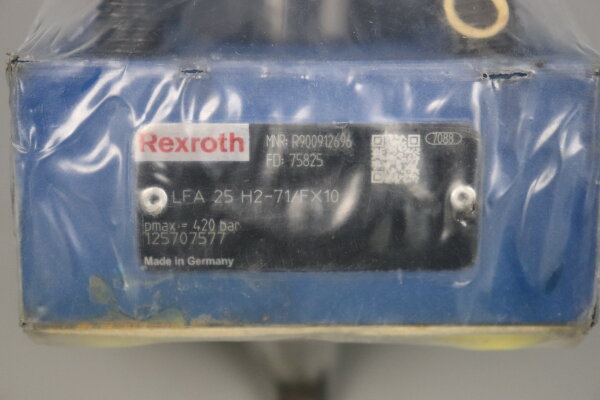 Rexroth
MNR: R900912696
7088
FD: 75825
LFA 25 H2-71/FX10
pmax = 420 bar
125707577
Made in Germany